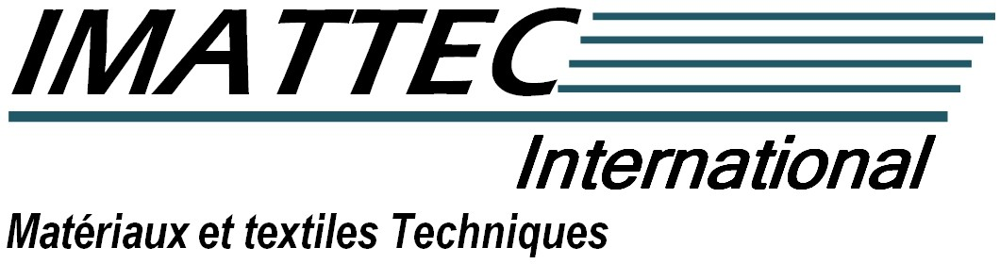 IMATTEC
International
Matériaux et textiles Techniques